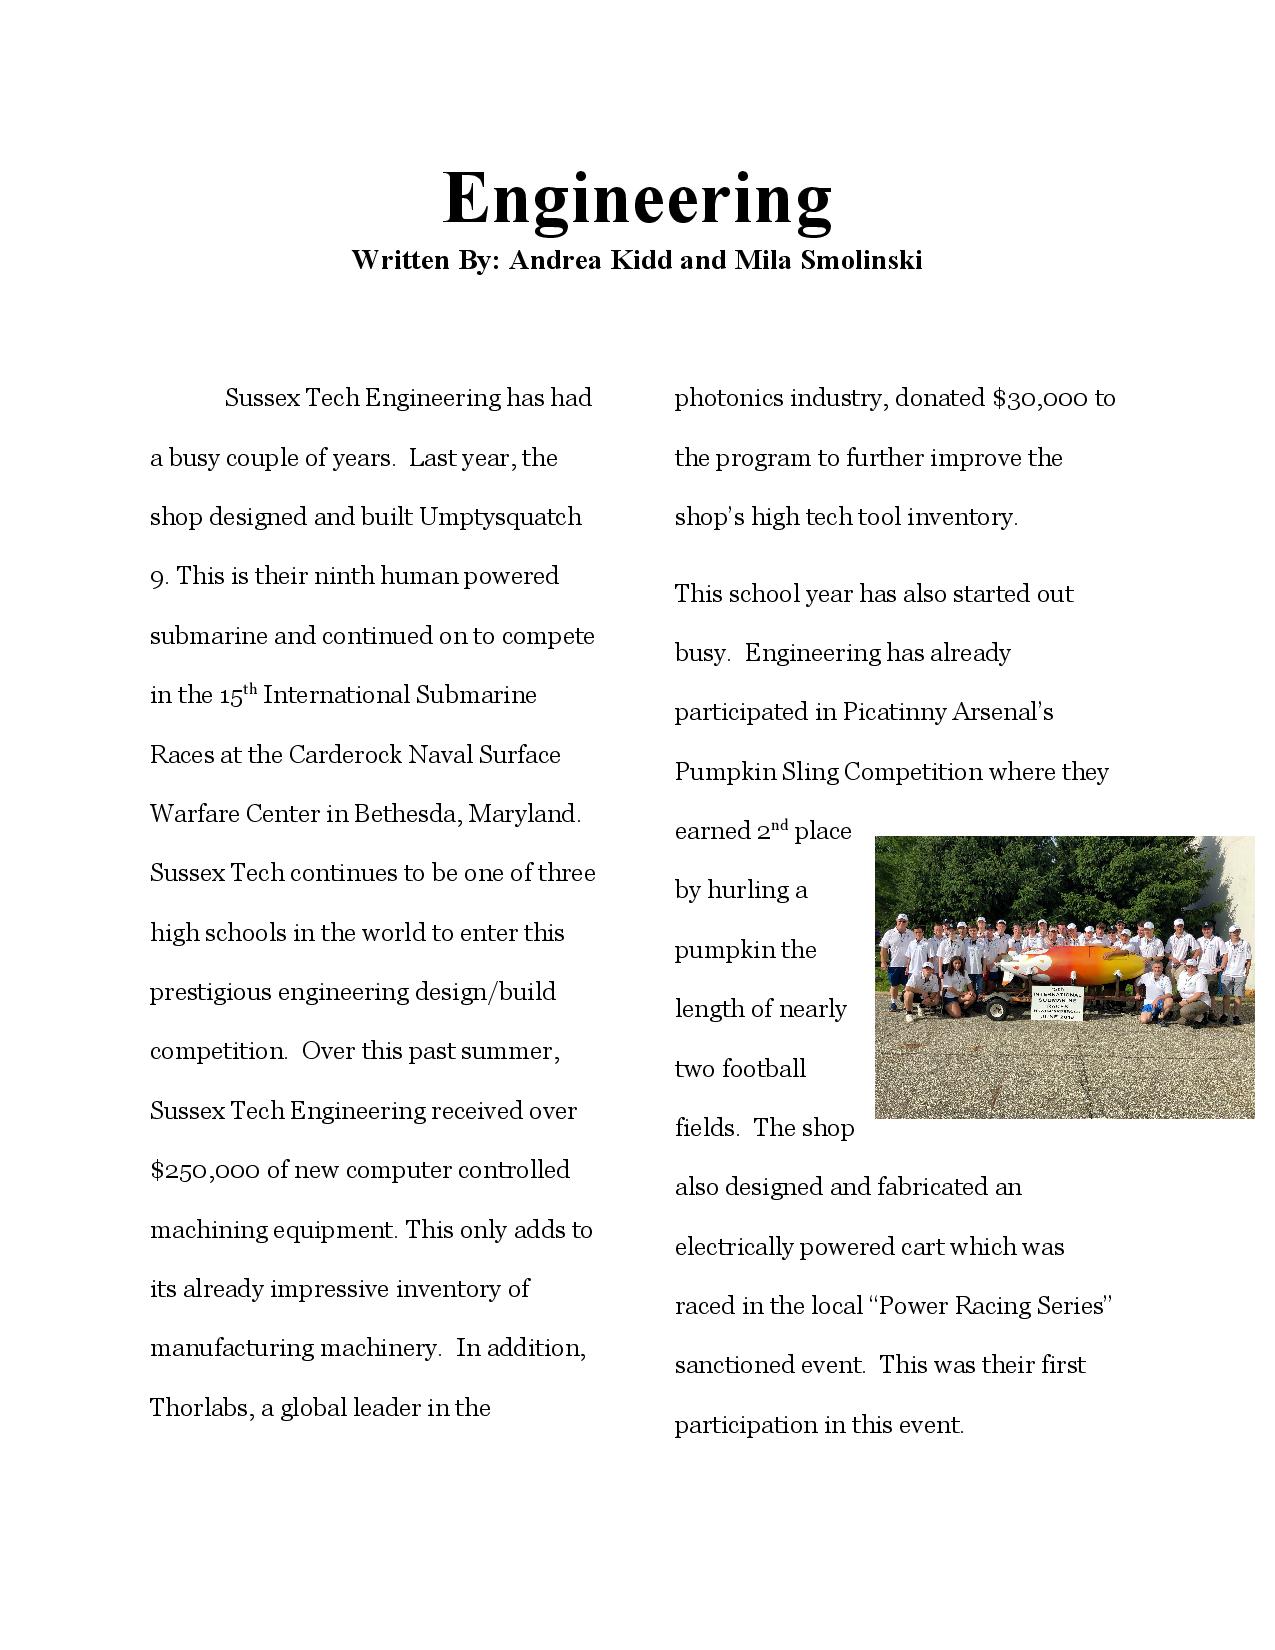 Engineering
Written By: Andrea Kidd and Mila Smolinski
Sussex Tech Engineering has had
a busy couple of years.  Last year, the
shop designed and built Umptysquatch
9. This is their ninth human powered
submarine and continued on to compete
in the 15th International Submarine
Races at the Carderock Naval Surface
Warfare Center in Bethesda, Maryland.
Sussex Tech continues to be one of three
high schools in the world to enter this
prestigious engineering design/build
competition.  Over this past summer,
Sussex Tech Engineering received over
$250,000 of new computer controlled
machining equipment. This only adds to
its already impressive inventory of
manufacturing machinery.  In addition,
Thorlabs, a global leader in the
photonics industry, donated $30,000 to
the program to further improve the
shop’s high tech tool inventory.
This school year has also started out
busy.  Engineering has already
participated in Picatinny Arsenal’s
Pumpkin Sling Competition where they
earned 2nd place
by hurling a
pumpkin the
length of nearly
two football
fields.  The shop
also designed and fabricated an
electrically powered cart which was
raced in the local “Power Racing Series”
sanctioned event.  This was their first
participation in this event.
INTERNATIONAL
SUBMARINE
RACES